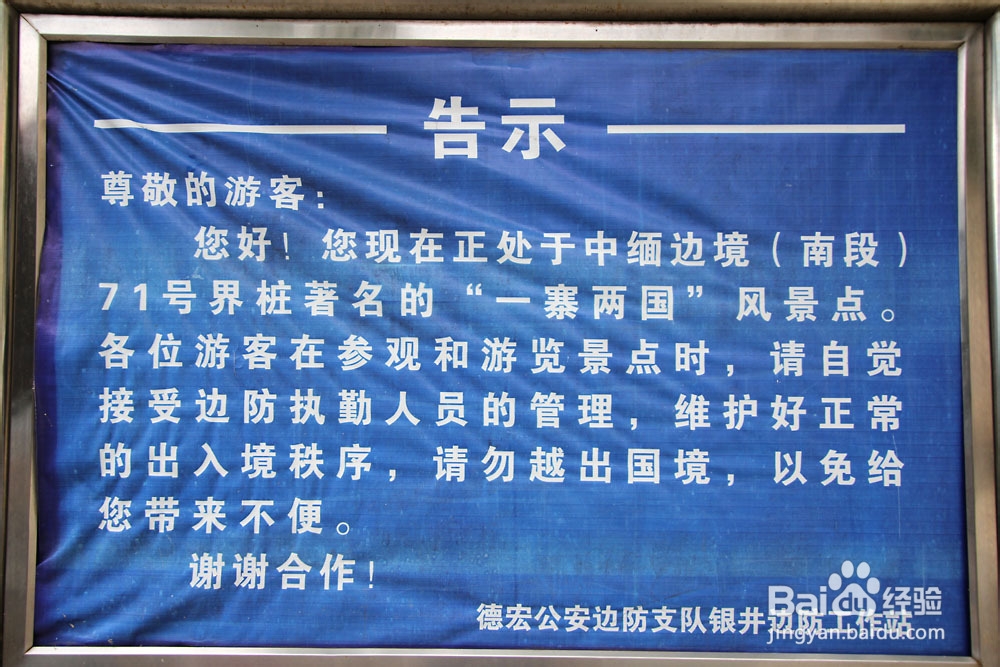 告示
尊敬的游客：
您好！您现在正处于中缅边境（南段）
71号界桩著名的“一寨两国”风景点。
各位游客在参观和游览景点时，请自觉
接受边防执勤人员的管理，维护好正常
的出入境秩序，请勿越出国境，以免给
您带来不便。
谢谢合作！
德宏公安边防支队银井边防工作站
Baidu经验
jingyan.baidu.com